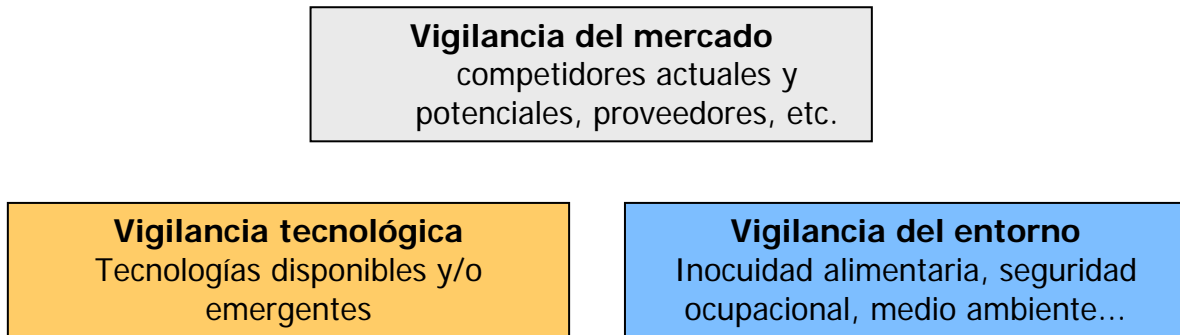 Vigilancia del mercado
competidores actuales y
potenciales, proveedores, etc.
Vigilancia tecnológica
Tecnologías disponibles y/o
emergentes
Vigilancia del entorno
Inocuidad alimentaria, seguridad
ocupacional, medio ambiente…